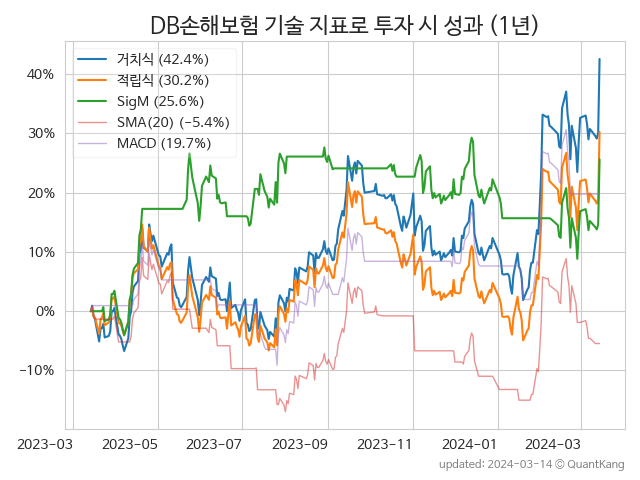 DB손해보험 기술 지표로 투자 시 성과 (1년)
거치식 (42.4%)
적립식 (30.2%)
SigM (25.6%)
SMA(20) (−5.4%)
MACD (19.7%)
40%
30%
20%
10%
0%
−10%
2023-03 2023-05 2023-07 2023-09 2023-11 2024-01 2024-03
updated: 2024-03-14 © QuantKang